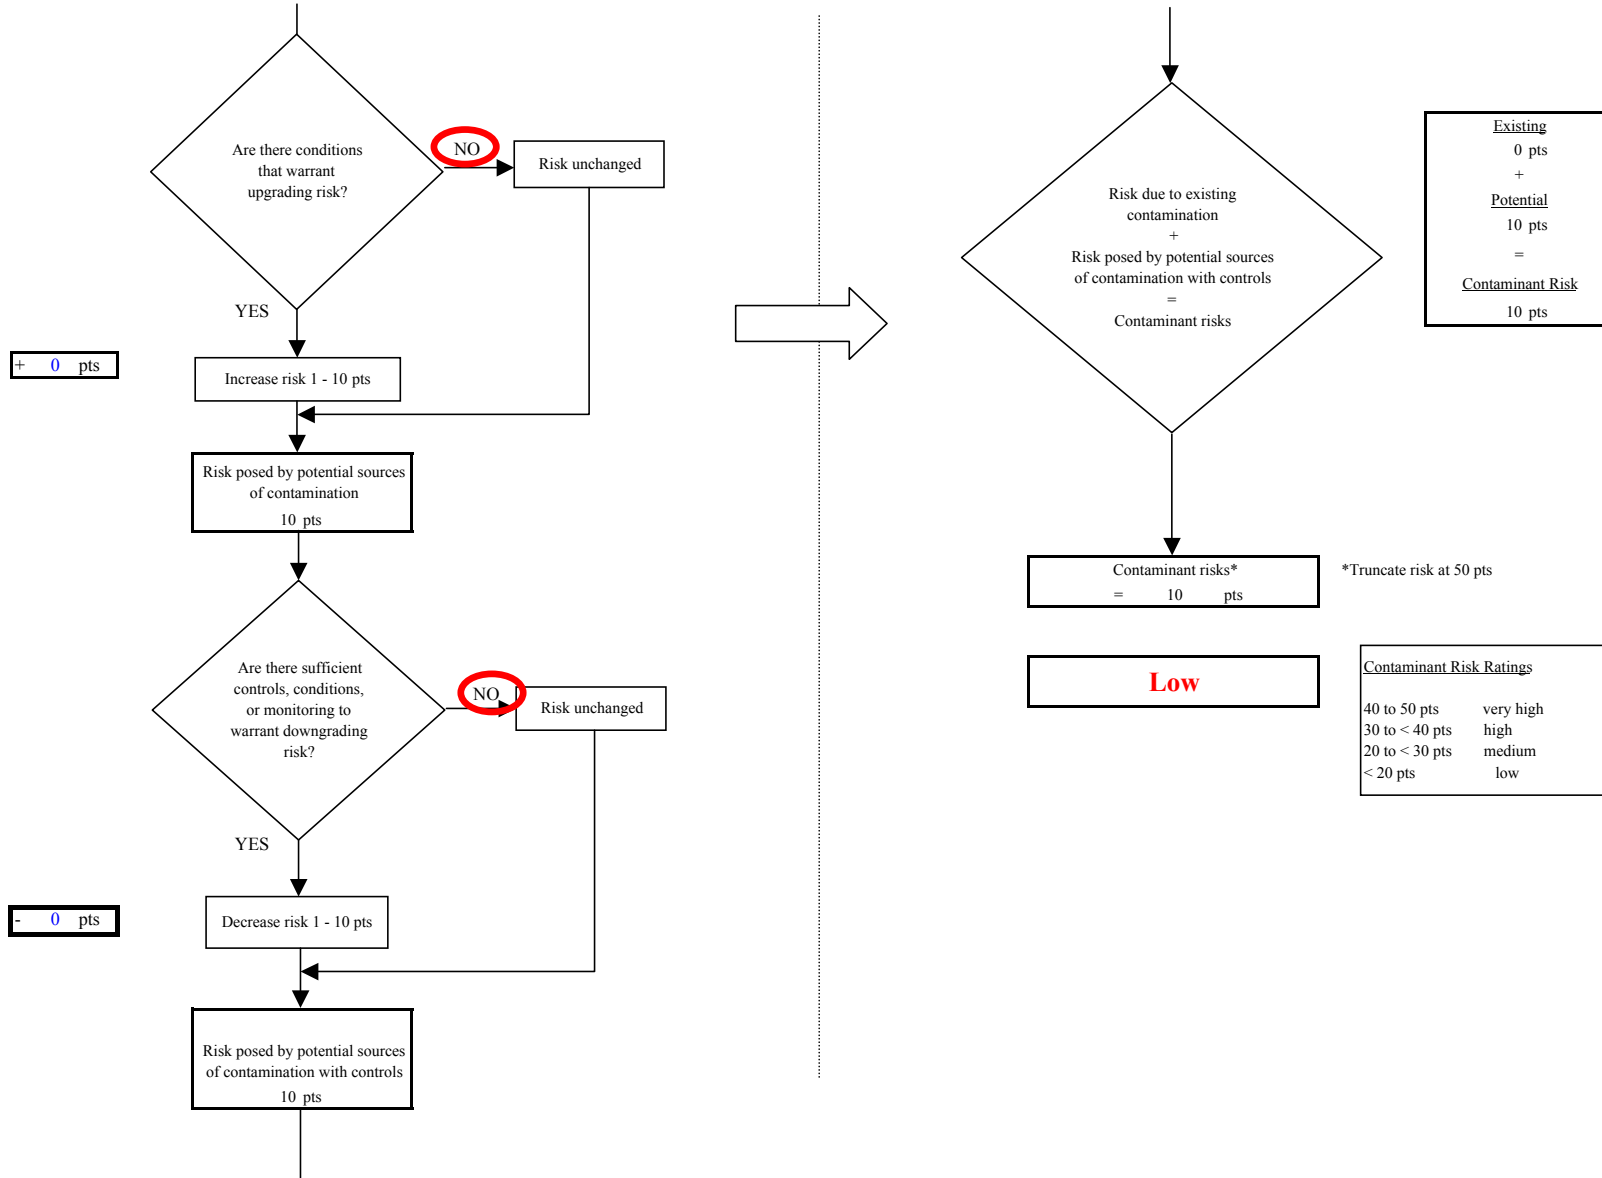 Are there conditions
that warrant
upgrading risk?
NO
Risk unchanged
YES
+ 0 pts
Increase risk 1 - 10 pts
Risk posed by potential sources
of contamination
10 pts
Are there sufficient
controls, conditions,
or monitoring to
warrant downgrading
risk?
NO
Risk unchanged
YES
- 0 pts
Decrease risk 1 - 10 pts
Risk posed by potential sources
of contamination with controls
10 pts
Risk due to existing
contamination
+
Risk posed by potential sources
of contamination with controls
=
Contaminant risks
Existing
0 pts
+
Potential
10 pts
=
Contaminant Risk
10 pts
Contaminant risks*
= 10 pts
*Truncate risk at 50 pts
Low
Contaminant Risk Ratings
40 to 50 pts very high
30 to < 40 pts high
20 to < 30 pts medium
< 20 pts low